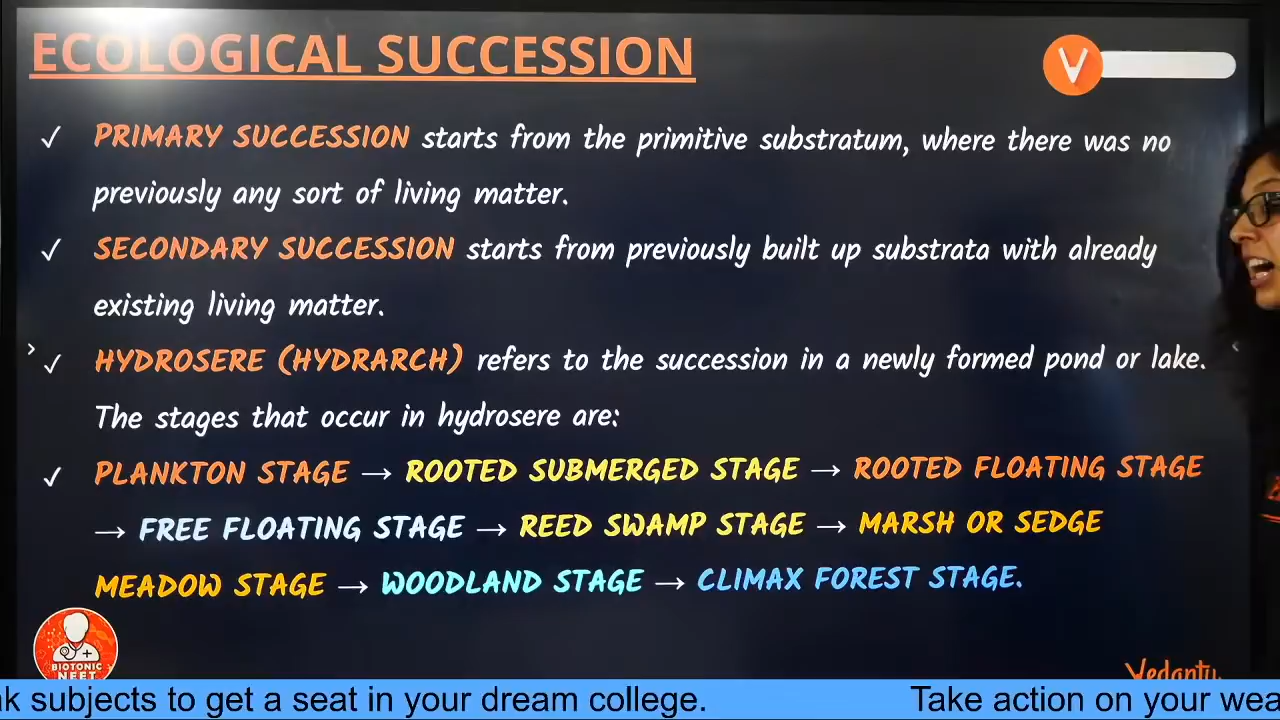 ECOLOGICAL SUCCESSION
V
✓ PRIMARY SUCCESSION starts from the primitive substratum, where there was no
previously any sort of living matter.
✓ SECONDARY SUCCESSION starts from previously built up substrata with already
existing living matter.
✓ HYDROSERE (HYDRARCH) refers to the succession in a newly formed pond or lake.
The stages that occur in hydrosere are:
✓ PLANKTON STAGE → ROOTED SUBMERGED STAGE → ROOTED FLOATING STAGE
→ FREE FLOATING STAGE → REED SWAMP STAGE → MARSH OR SEDGE
MEADOW STAGE → WOODLAND STAGE → CLIMAX FOREST STAGE.
BIOTONIC
NEET
subjects to get a seat in your dream college. Take action on your